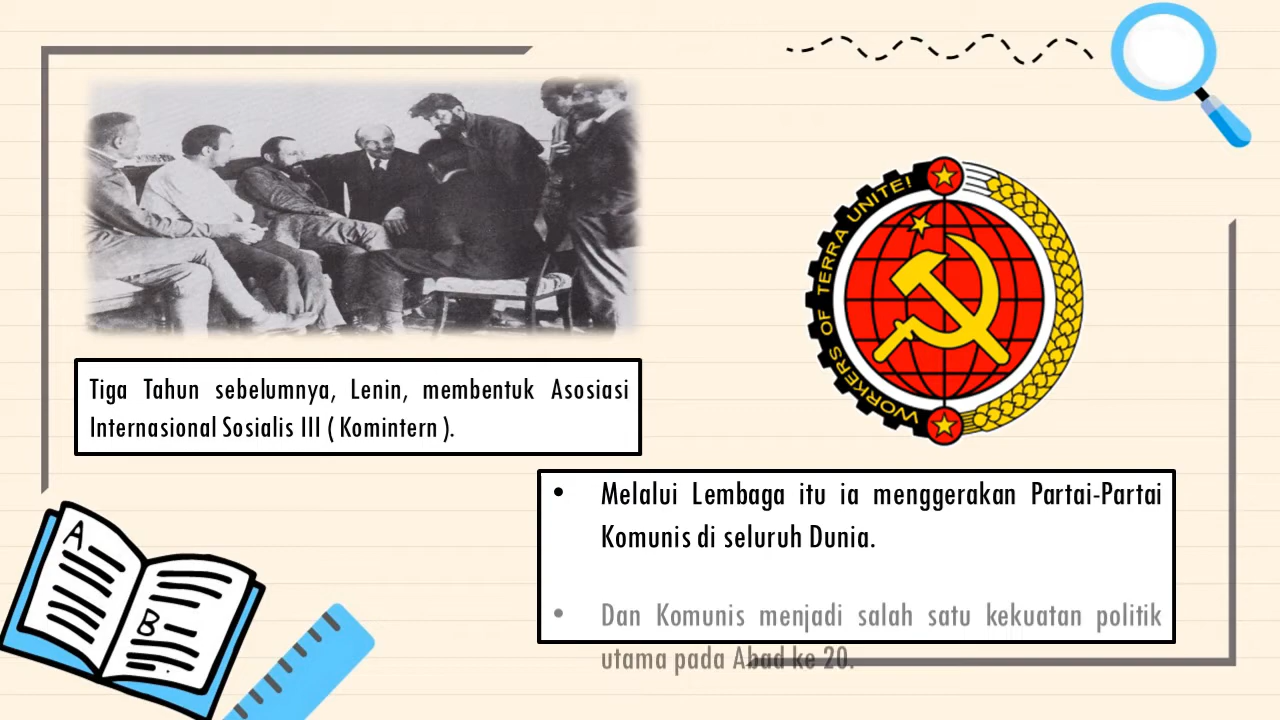 WORKERS OF TERRA UNITE!
Tiga Tahun sebelumnya, Lenin, membentuk Asosiasi
Internasional Sosialis III ( Komintern ).
• Melalui Lembaga itu ia menggerakan Partai-Partai
Komunis di seluruh Dunia.
• Dan Komunis menjadi salah satu kekuatan politik
utama pada Abad ke 20.
A
B